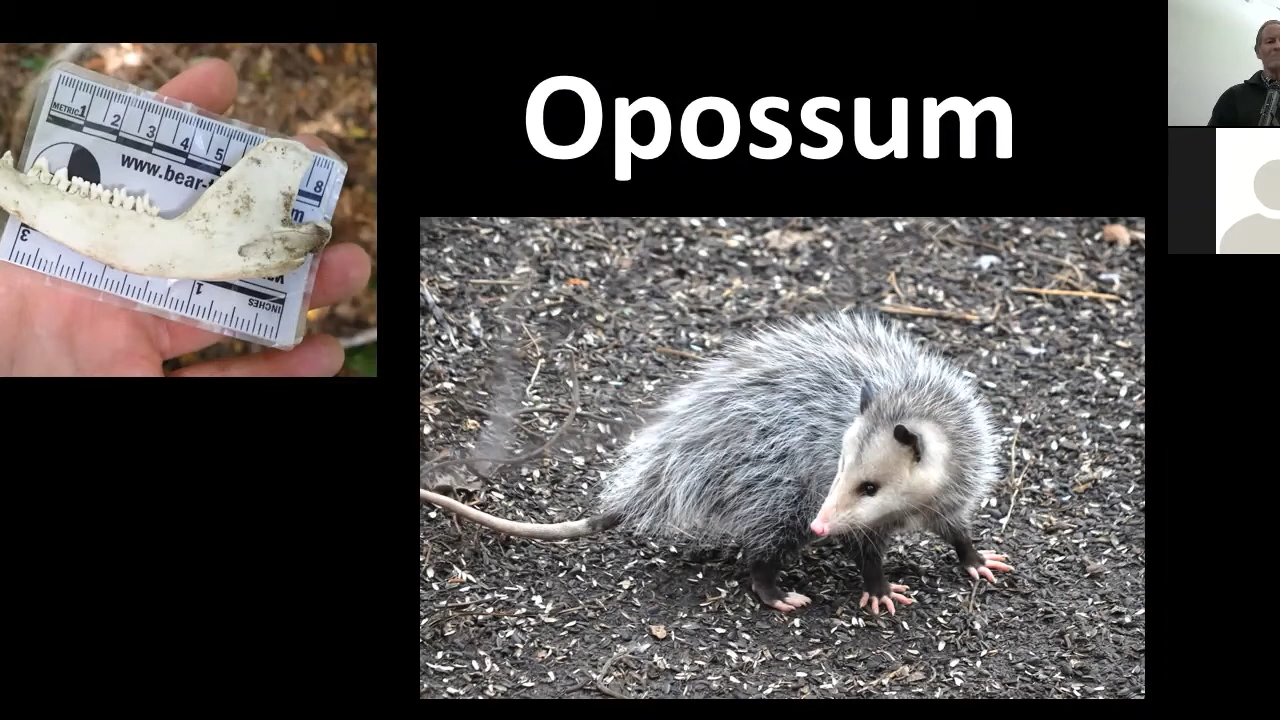 Opossum
METRIC 1 2 3 4 5 8
www.bear-
m
3 1
INCHES